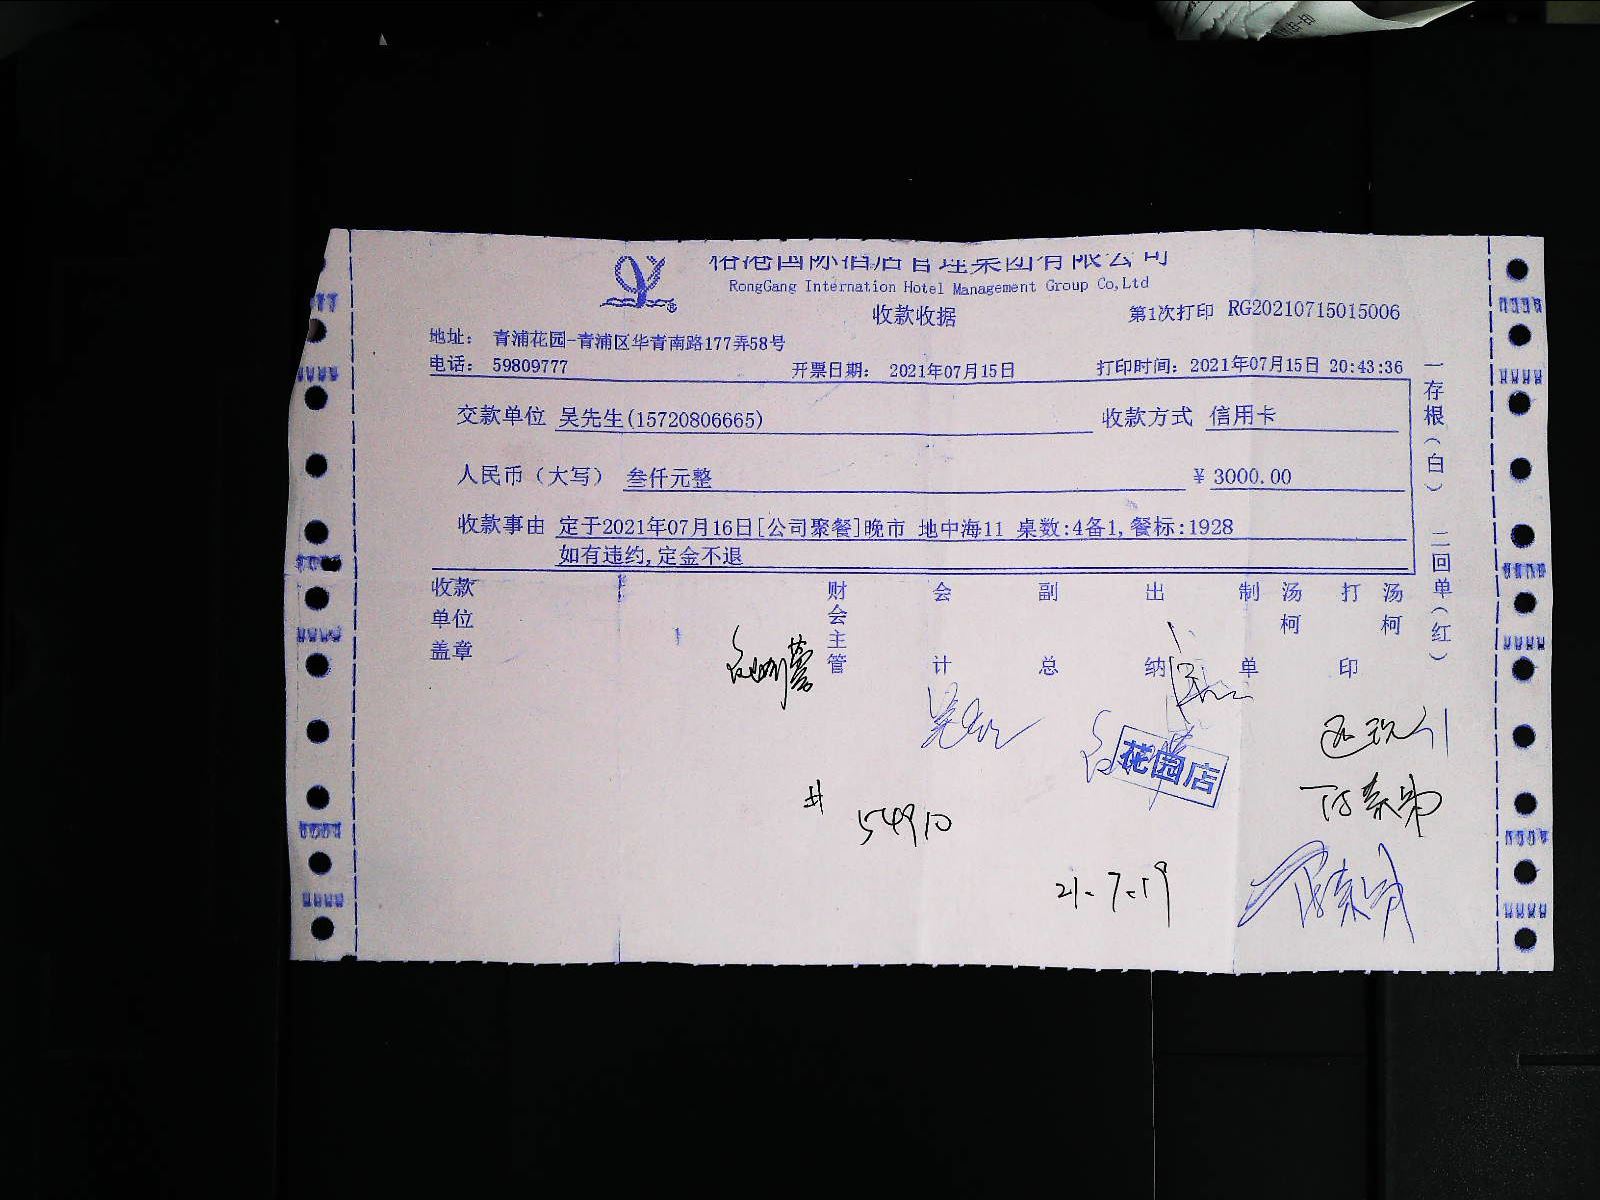 国际酒店管理集团有限公司
RongGang Internation Hotel Management Group Co,Ltd
收款收据
第1次打印 RG20210715015006
地址： 青浦花园-青浦区华青南路177弄58号
电话： 59809777 开票日期： 2021年07月15日 打印时间：2021年07月15日 20:43:36
交款单位 吴先生(15720806665) 收款方式 信用卡
人民币（大写） 叁仟元整 ¥ 3000.00
收款事由 定于2021年07月16日[公司聚餐]晚市 地中海11 桌数:4备1,餐标:1928
如有违约,定金不退
一存根（白） 二回单（红）
收款单位盖章 财会主管 会计 副总 出纳 制单 汤柯 打印 汤柯
花园店
# 54910
21-7-19